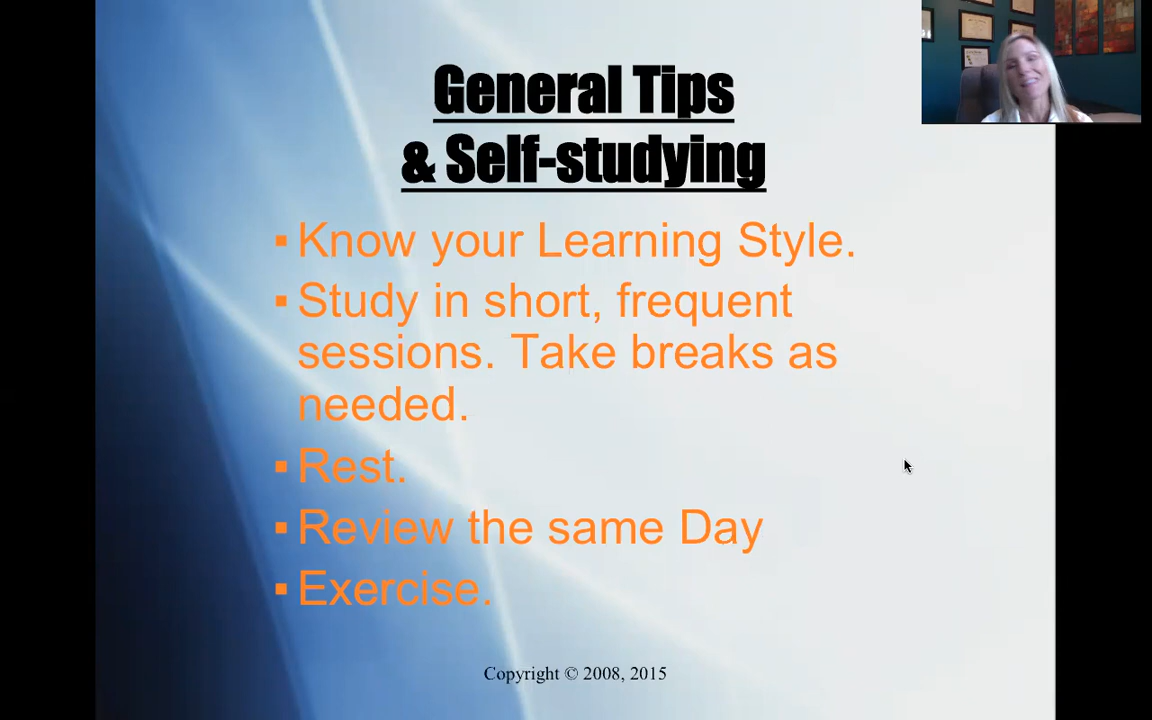 General Tips
& Self-studying
▪ Know your Learning Style.
▪ Study in short, frequent
sessions. Take breaks as
needed.
▪ Rest.
▪ Review the same Day
▪ Exercise.
Copyright © 2008, 2015